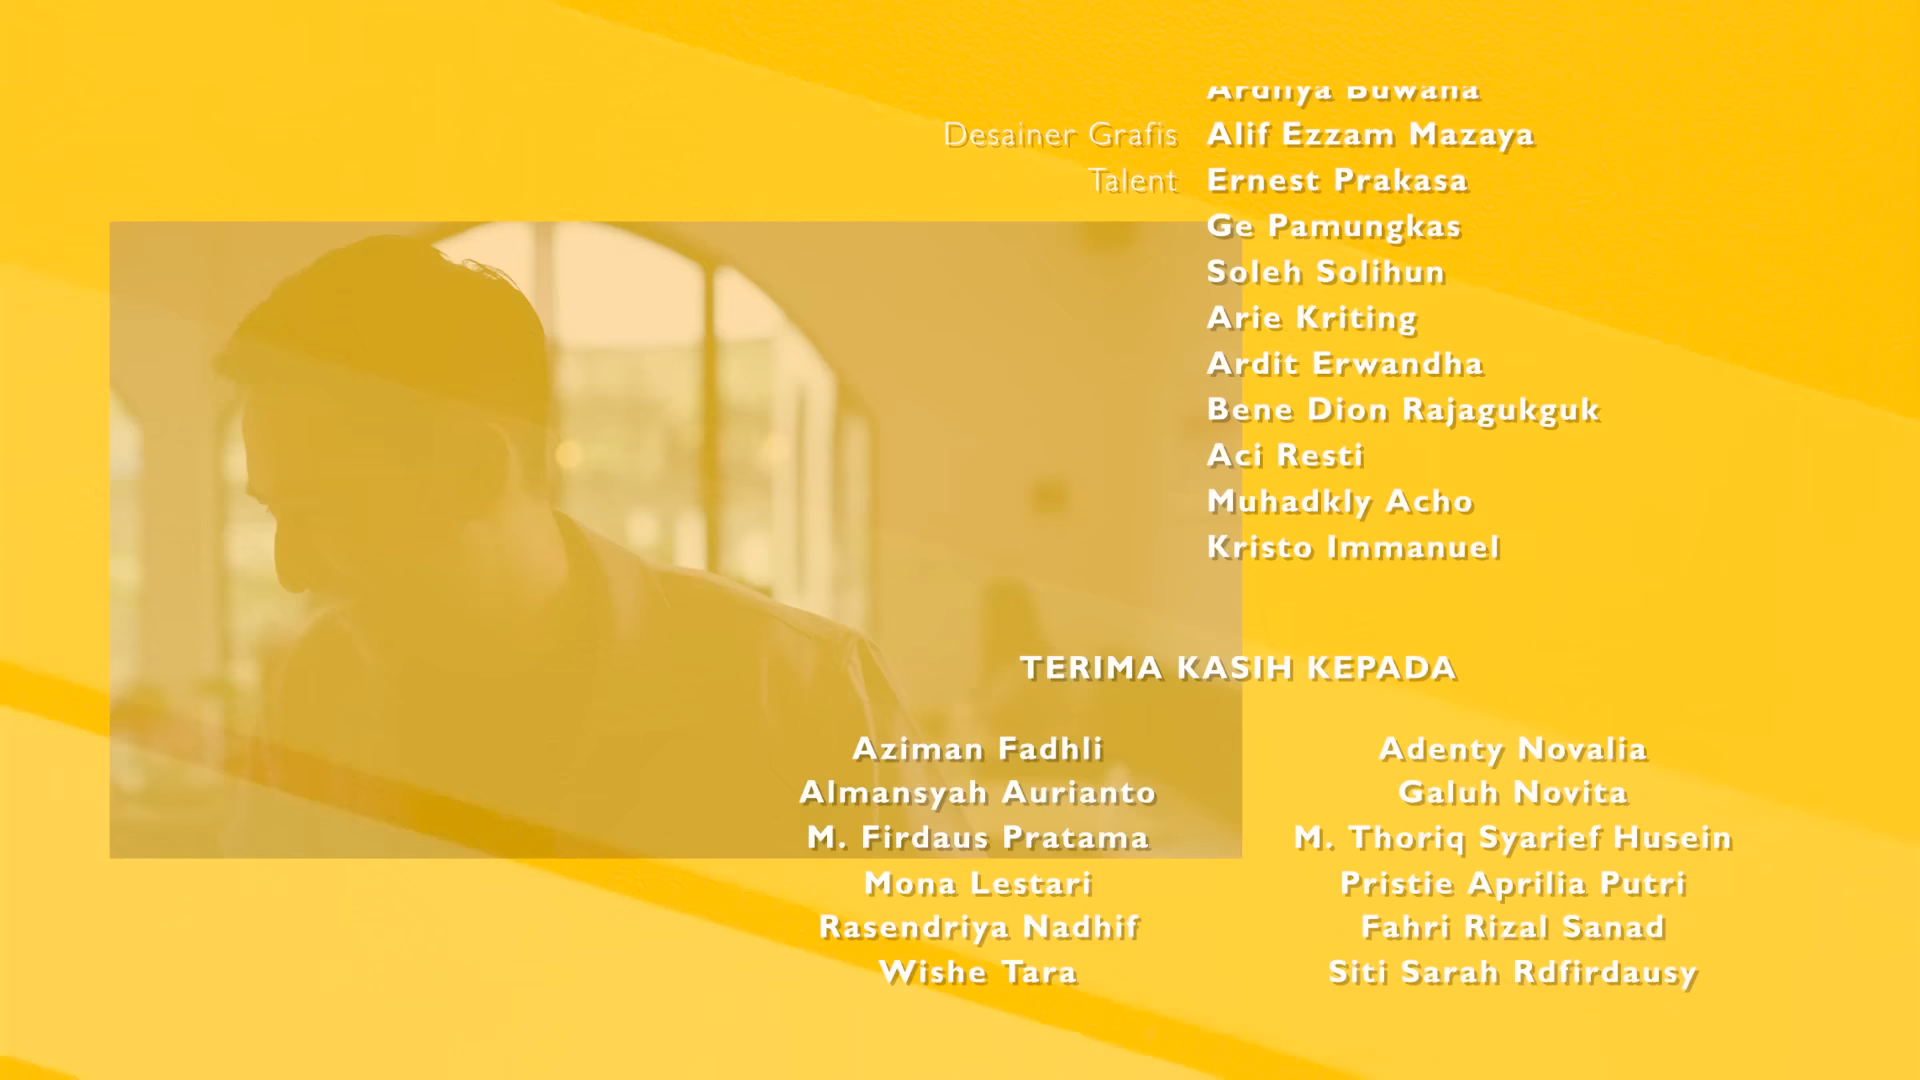 Desainer Grafis Alif Ezzam Mazaya
Talent Ernest Prakasa
Ge Pamungkas
Soleh Solihun
Arie Kriting
Ardit Erwandha
Bene Dion Rajagukguk
Aci Resti
Muhadkly Acho
Kristo Immanuel
TERIMA KASIH KEPADA
Aziman Fadhli
Almansyah Aurianto
M. Firdaus Pratama
Mona Lestari
Rasendriya Nadhif
Wishe Tara
Adenty Novalia
Galuh Novita
M. Thoriq Syarief Husein
Pristie Aprilia Putri
Fahri Rizal Sanad
Siti Sarah Rdfirdausy